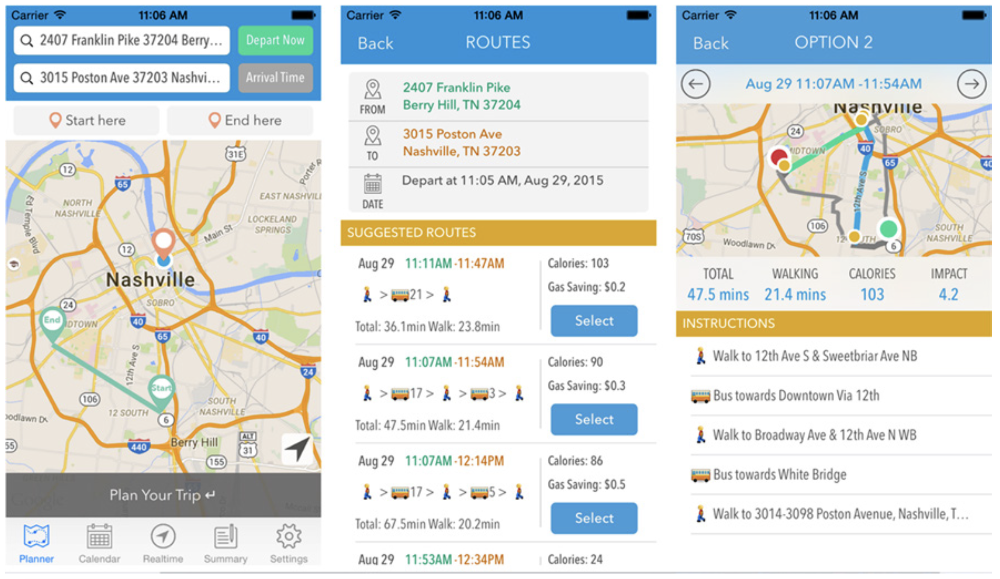 Carrier 11:06 AM
2407 Franklin Pike 37204 Berry...
Depart Now
3015 Poston Ave 37203 Nashvi...
Arrival Time
Start here
End here
31E
12
65
Porter
Ed Temple Blvd
NORTH
NASHVILLE
EAST NASHVILL
LOCKELAND
SPRINGS
Main St
12
Nashville
SOBRO
24
End
IDTOWN
40
65
40
12th Ave S
24
Start
106
12 SOUTH
SOUTH
NASHVILLE
6
oodlawn Dr
440
Berry Hill
ALT
31
155
Google
Plan Your Trip ↵
Planner
Calendar
Realtime
Summary
Settings
Carrier 11:06 AM
Back ROUTES
FROM
2407 Franklin Pike
Berry Hill, TN 37204
TO
3015 Poston Ave
Nashville, TN 37203
DATE
Depart at 11:05 AM, Aug 29, 2015
SUGGESTED ROUTES
Aug 29 11:11AM -11:47AM
Calories: 103
Gas Saving: $0.2
> 21 >
Select
Total: 36.1min Walk: 23.8min
Aug 29 11:07AM -11:54AM
Calories: 90
Gas Saving: $0.3
> 17 > > 3 >
Select
Total: 47.5min Walk: 21.4min
Aug 29 11:07AM -12:14PM
Calories: 86
Gas Saving: $0.5
> 17 > > 5 >
Select
Total: 67.5min Walk: 20.2min
Aug 29 11:53AM -12:34PM
Calories: 24
Carrier 11:06 AM
Back OPTION 2
Aug 29 11:07AM -11:54AM
Nashville
24
SOBRO
IDTOWN
40
65
40
12th Ave S
106
70S
Woodlawn Dr
12 UTH
6
SOUTH
NASHVILLE
TOTAL
47.5 mins
WALKING
21.4 mins
CALORIES
103
IMPACT
4.2
INSTRUCTIONS
Walk to 12th Ave S & Sweetbriar Ave NB
Bus towards Downtown Via 12th
Walk to Broadway Ave & 12th Ave N WB
Bus towards White Bridge
Walk to 3014-3098 Poston Avenue, Nashville, T...